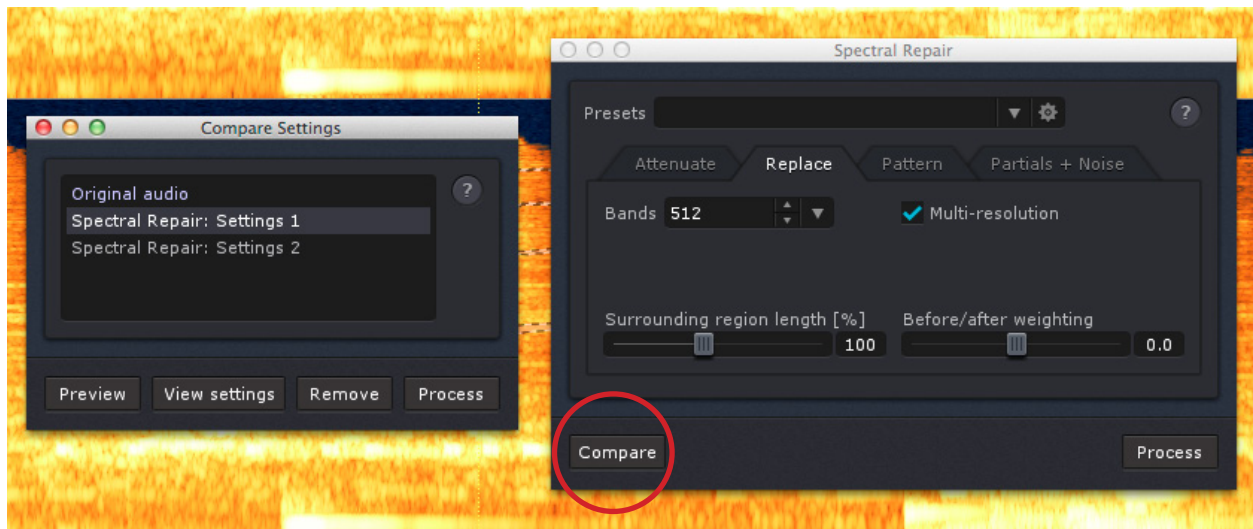 Compare Settings
Original audio
?
Spectral Repair: Settings 1
Spectral Repair: Settings 2
Preview View settings Remove Process
Spectral Repair
Presets ?
Attenuate Replace Pattern Partials + Noise
Bands 512 Multi-resolution
Surrounding region length [%] Before/after weighting
100 0.0
Compare Process